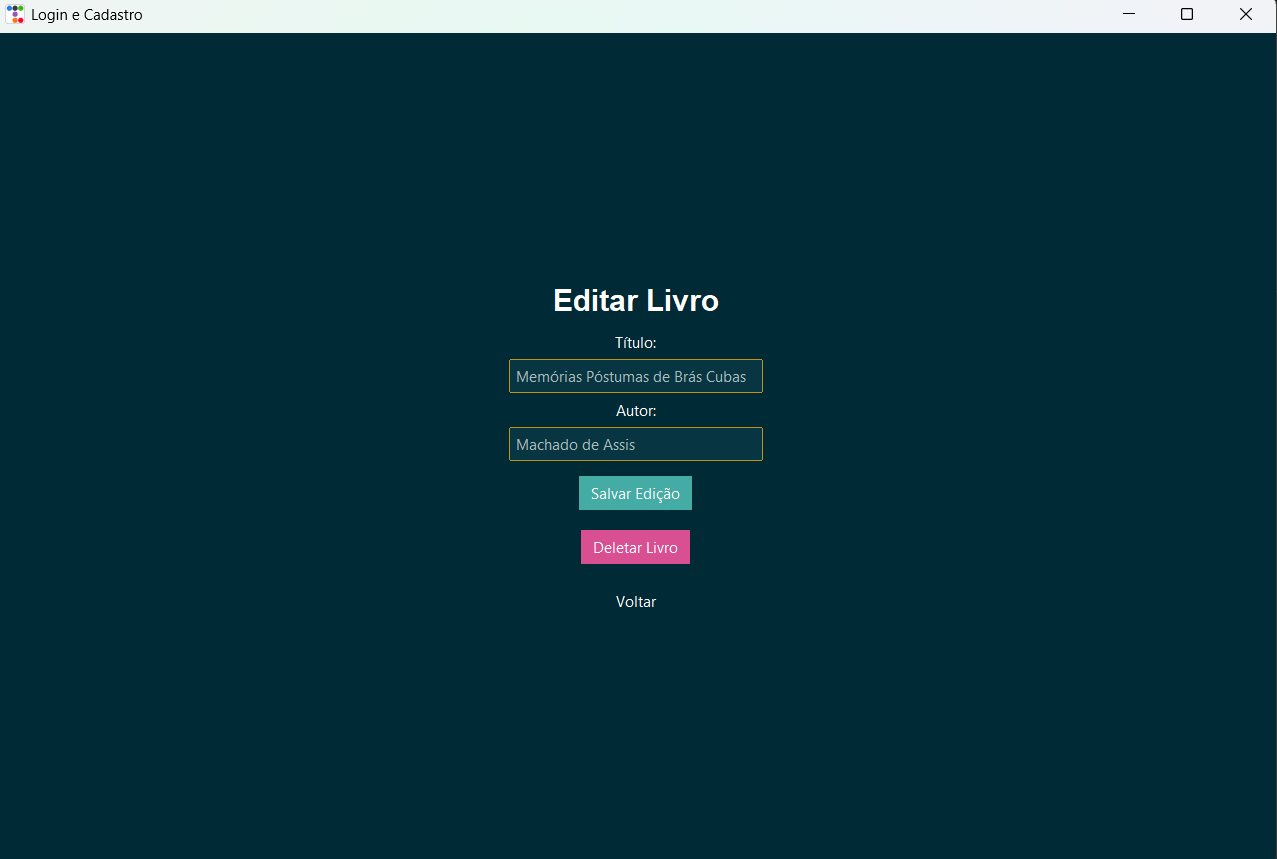 Login e Cadastro
Editar Livro
Título:
Memórias Póstumas de Brás Cubas
Autor:
Machado de Assis
Salvar Edição
Deletar Livro
Voltar